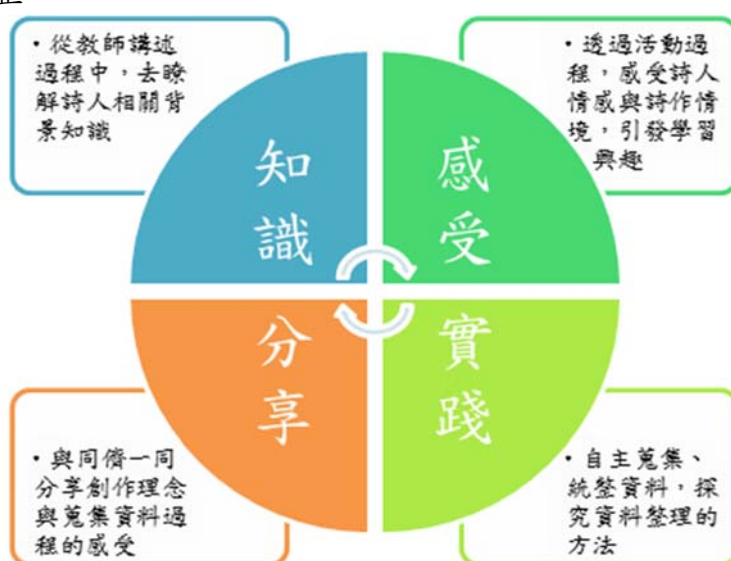 ・從教師講述
過程中，去瞭
解詩人相關背
景知識
・透過活動過
程，感受詩人
情感與詩作情
境，引發學習
興趣
知
識
感
受
分
享
實
踐
・與同儕一同
分享創作理念
與蒐集資料過
程的感受
・自主蒐集、
統整資料，探
究資料整理的
方法